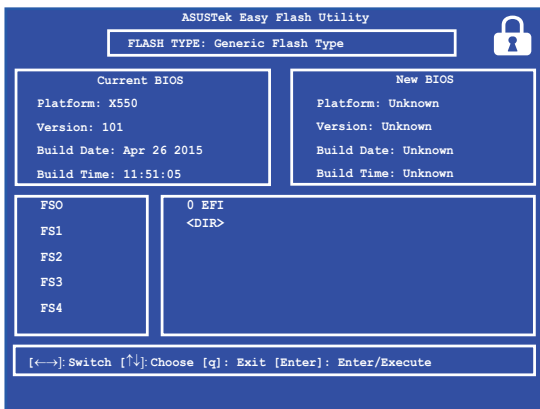 ASUSTek Easy Flash Utility
FLASH TYPE: Generic Flash Type
Current BIOS
Platform: X550
Version: 101
Build Date: Apr 26 2015
Build Time: 11:51:05
New BIOS
Platform: Unknown
Version: Unknown
Build Date: Unknown
Build Time: Unknown
FSO
FS1
FS2
FS3
FS4
0 EFI
<DIR>
[←→]: Switch [↑↓]: Choose [q]: Exit [Enter]: Enter/Execute